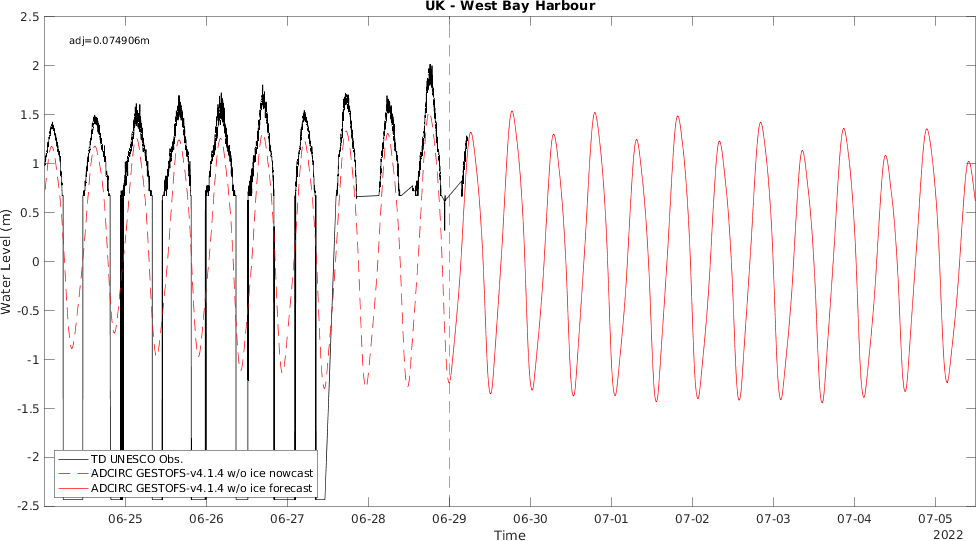 UK - West Bay Harbour
adj=0.074906m
2.5
2
1.5
1
0.5
0
-0.5
-1
-1.5
-2
-2.5
Water Level (m)
TD UNESCO Obs.
ADCIRC GESTOFS-v4.1.4 w/o ice nowcast
ADCIRC GESTOFS-v4.1.4 w/o ice forecast
06-25 06-26 06-27 06-28 06-29 06-30 07-01 07-02 07-03 07-04 07-05
Time
2022